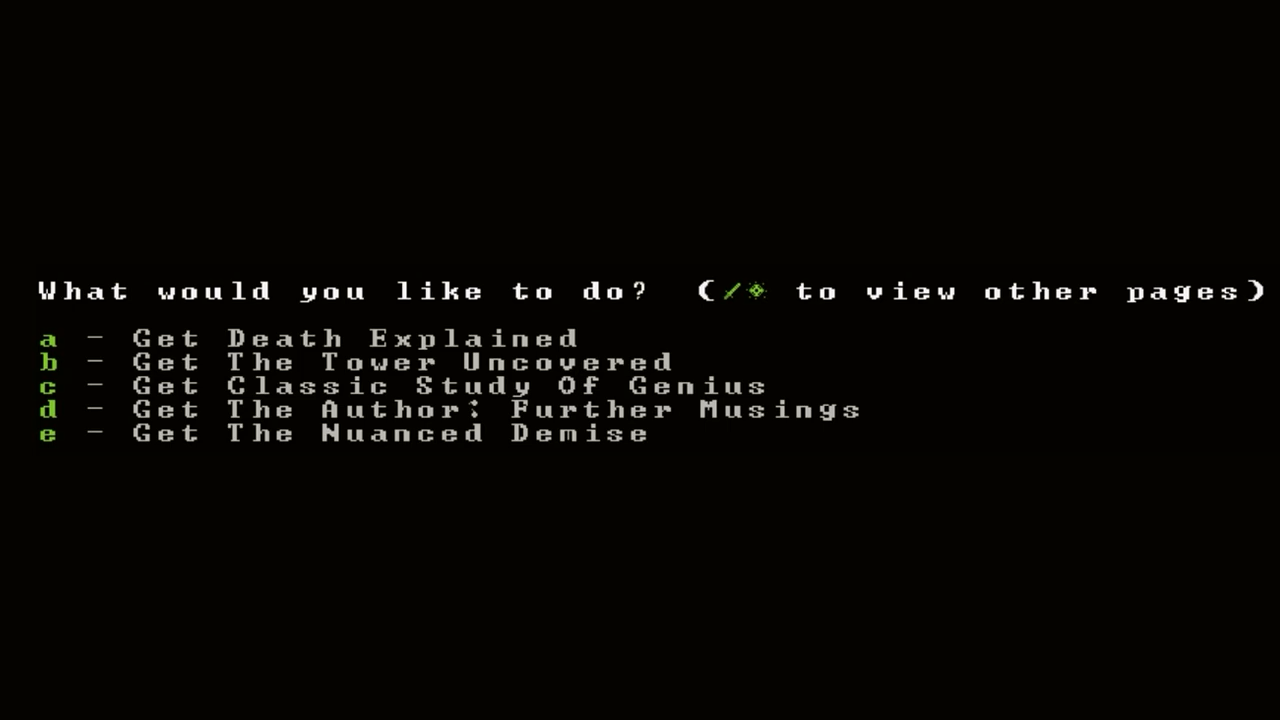 What would you like to do? (/☼ to view other pages)
a - Get Death Explained
b - Get The Tower Uncovered
c - Get Classic Study Of Genius
d - Get The Author: Further Musings
e - Get The Nuanced Demise